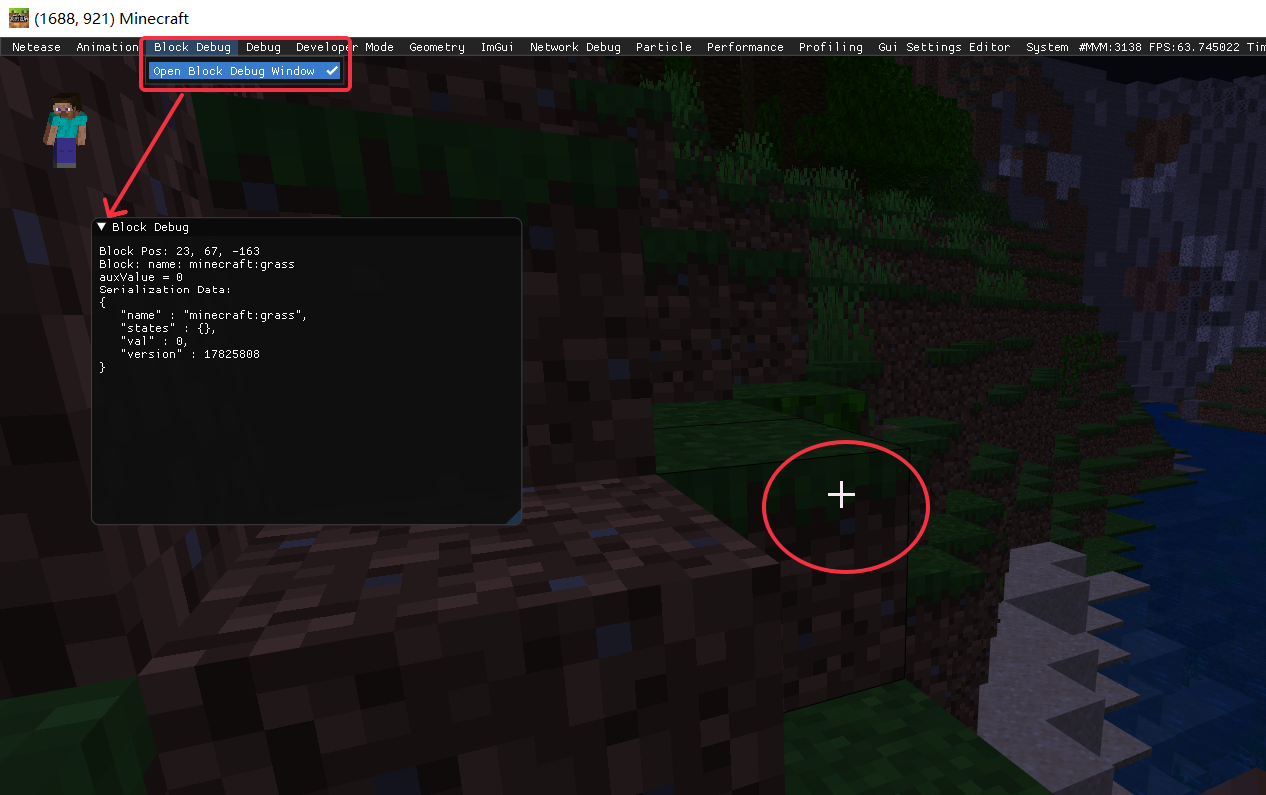 (1688, 921) Minecraft
Netease Animation Block Debug Debug Developer Mode Geometry ImGui Network Debug Particle Performance Profiling Gui Settings Editor System #MVM:3138 FPS:63.745022 Tim
Open Block Debug Window
Block Debug
Block Pos: 23, 67, -163
Block: name: minecraft:grass
auxValue = 0
Serialization Data:
{
"name" : "minecraft:grass",
"states" : {},
"val" : 0,
"version" : 17825808
}